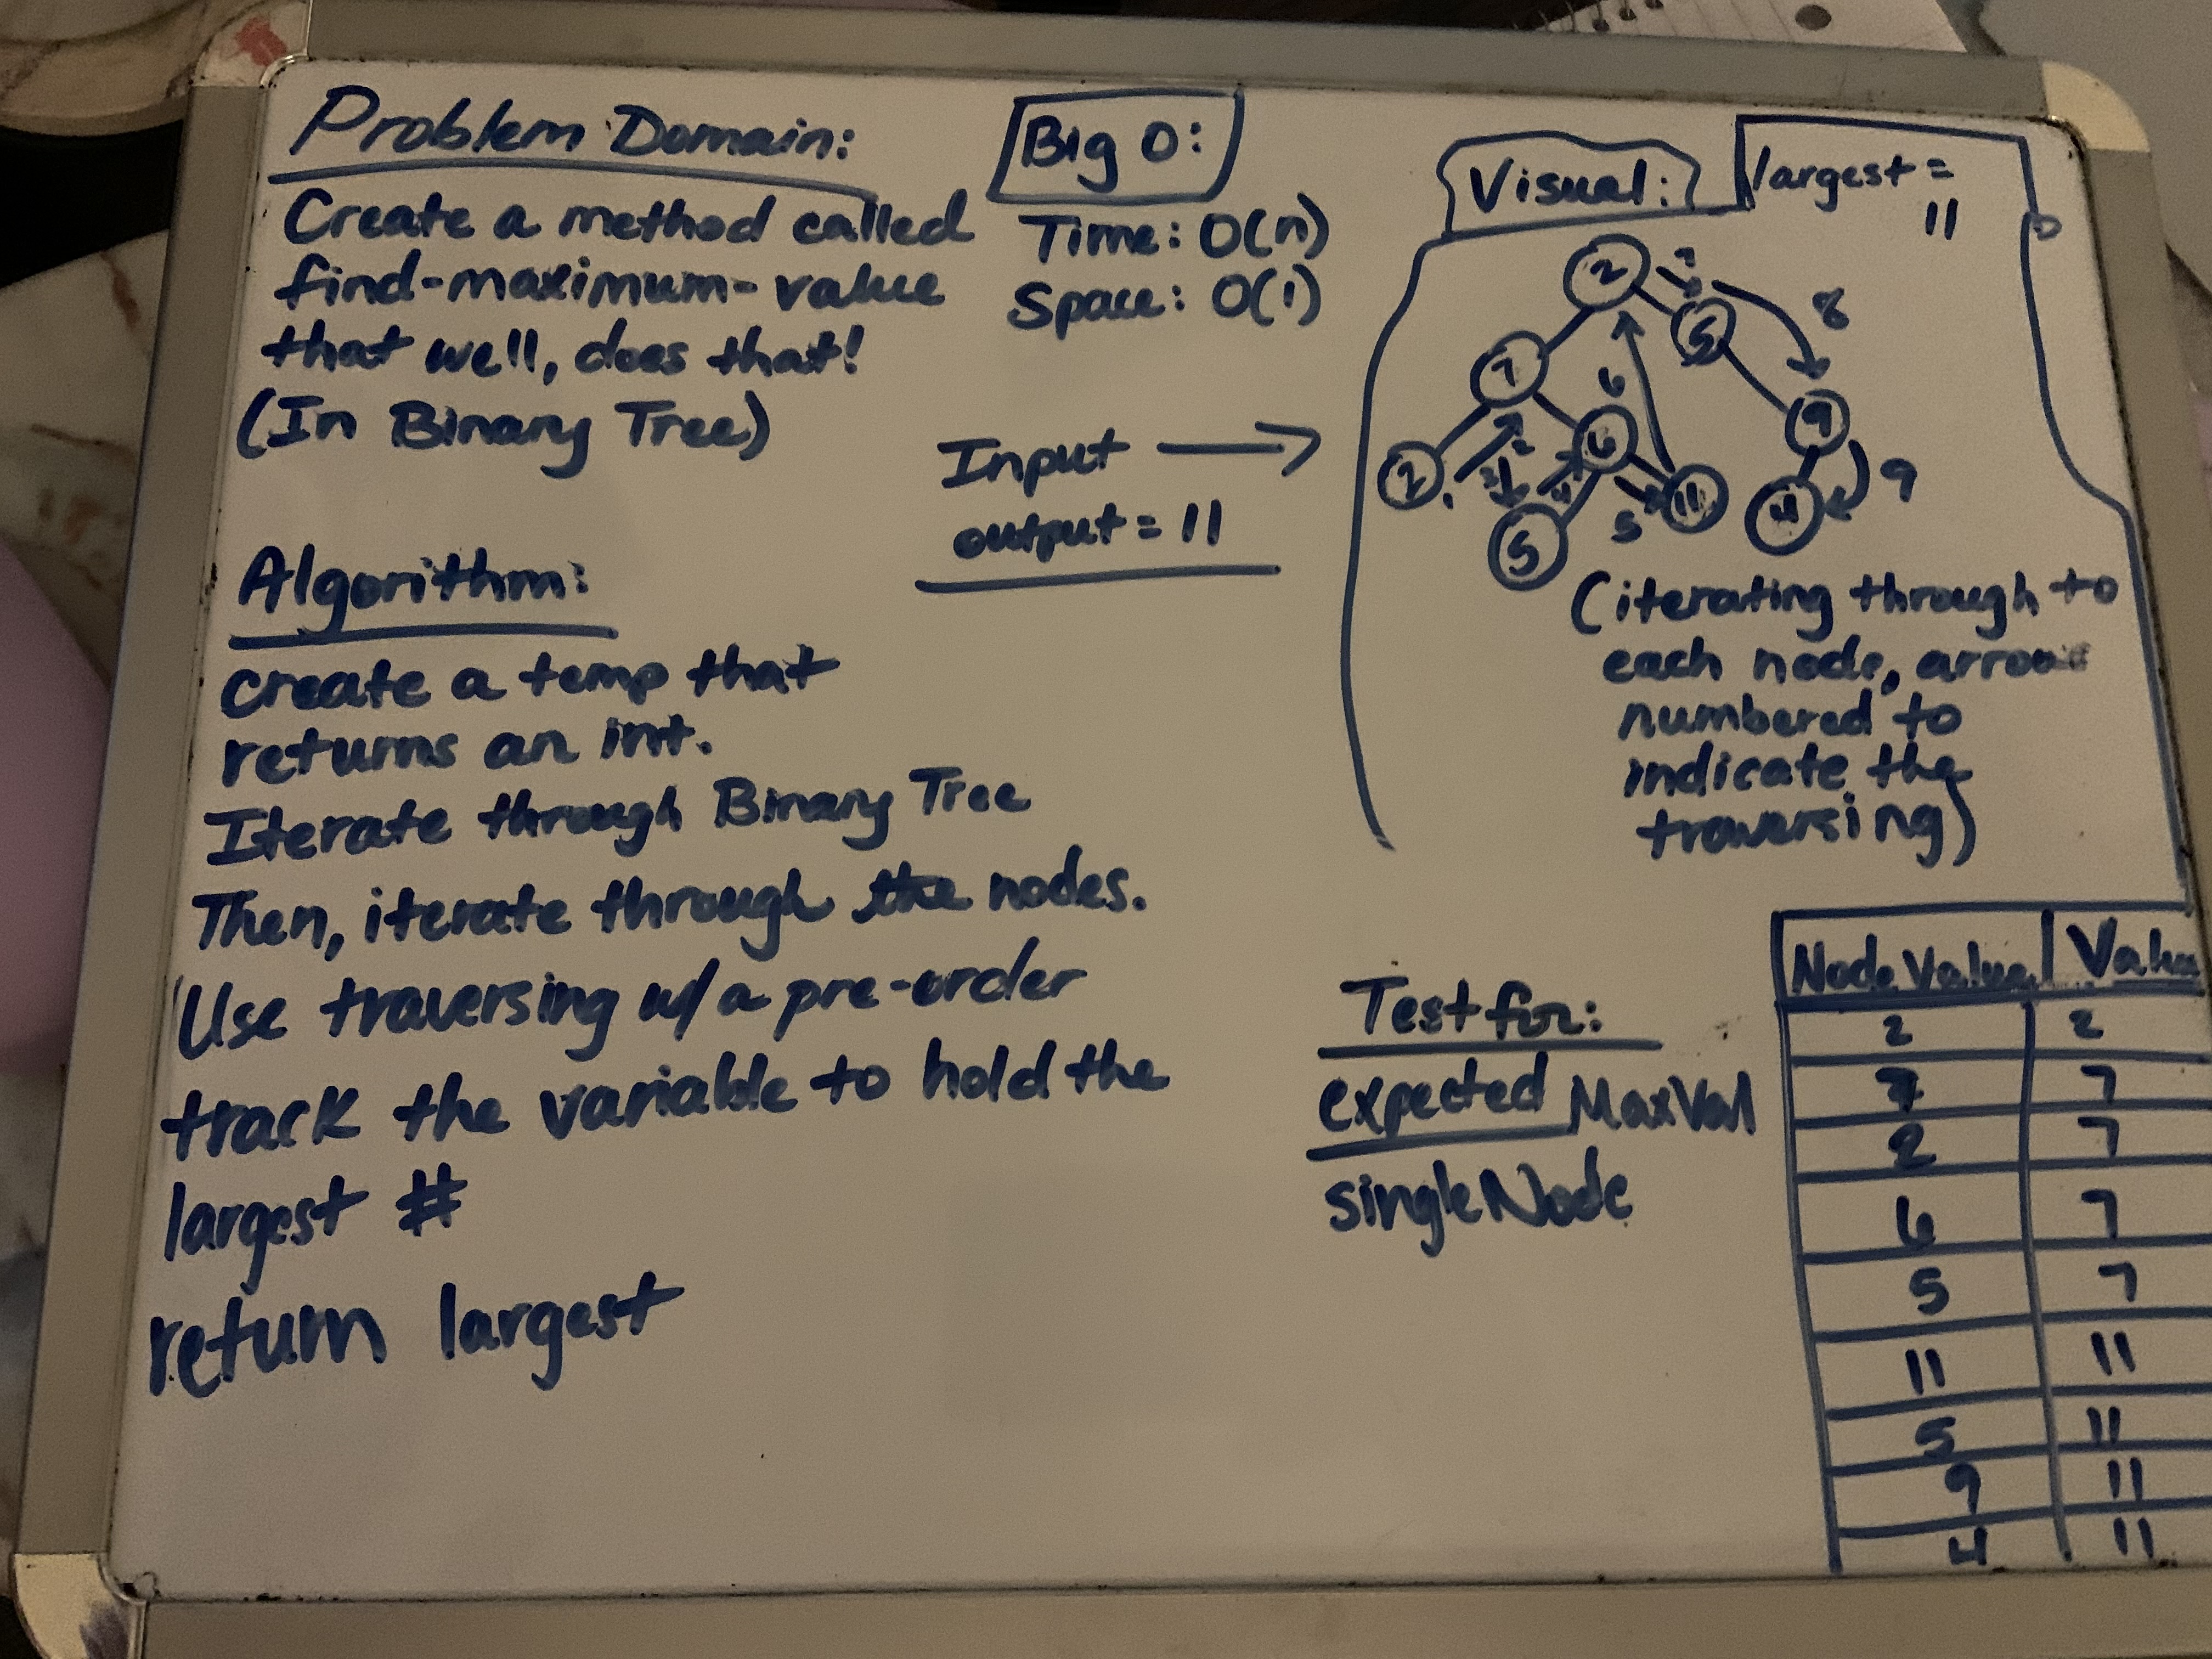 Problem Domain:
Create a method called
find-maximum-value
that well, does that!
(In Binary Tree)
Algorithm:
Create a temp that
returns an int.
Iterate through Binary Tree
Then, iterate through the nodes.
Use traversing w/ a pre-order
track the variable to hold the
largest #
return largest
Big O:
Time: O(n)
Space: O(1)
Input
output = 11
Visual:
largest =
11
2
7
5
2
6
9
5
11
4
2
4
5
6
8
9
(iterating through to
each node, arrow
numbered to
indicate the
traversing)
Test for:
expected MaxVal
singleNode
Node Value Value
2 2
7 7
2 7
6 7
5 7
11 11
5 11
9 11
4 11